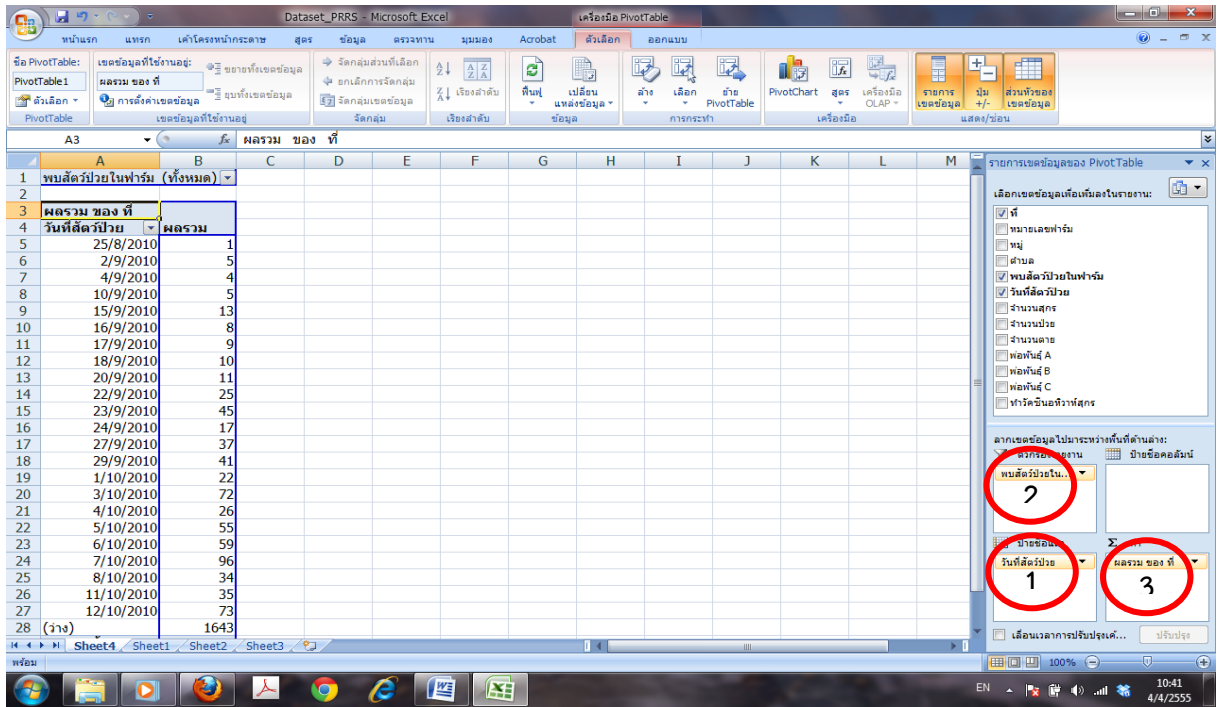 Dataset_PRRS - Microsoft Excel
เครื่องมือ PivotTable
หน้าแรก แทรก เค้าโครงหน้ากระดาษ สูตร ข้อมูล ตรวจทาน มุมมอง Acrobat ตัวเลือก ออกแบบ
ชื่อ PivotTable:
PivotTable1
ตัวเลือก
PivotTable
เขตข้อมูลที่ใช้งานอยู่:
ผลรวม ของ ที่
การตั้งค่าเขตข้อมูล
ขยายทั้งเขตข้อมูล
ยุบทั้งเขตข้อมูล
เขตข้อมูลที่ใช้งานอยู่
จัดกลุ่มส่วนที่เลือก
ยกเลิกการจัดกลุ่ม
จัดกลุ่มเขตข้อมูล
จัดกลุ่ม
เรียงลำดับ
เรียงลำดับ
ฟื้นฟู
เปลี่ยนแหล่งข้อมูล
ข้อมูล
ล้าง เลือก ย้าย PivotTable
การกระทำ
PivotChart สูตร เครื่องมือ OLAP
เครื่องมือ
รายการเขตข้อมูล ปุ่ม +/- ส่วนหัวของเขตข้อมูล
แสดง/ซ่อน
A3 fx ผลรวม ของ ที่
A B C D E F G H I J K L M
1 พบสัตว์ป่วยในฟาร์ม (ทั้งหมด)
2
3 ผลรวม ของ ที่
4 วันที่สัตว์ป่วย ผลรวม
5 25/8/2010 1
6 2/9/2010 5
7 4/9/2010 4
8 10/9/2010 5
9 15/9/2010 13
10 16/9/2010 8
11 17/9/2010 9
12 18/9/2010 10
13 20/9/2010 11
14 22/9/2010 25
15 23/9/2010 45
16 24/9/2010 17
17 27/9/2010 37
18 29/9/2010 41
19 1/10/2010 22
20 3/10/2010 72
21 4/10/2010 26
22 5/10/2010 55
23 6/10/2010 59
24 7/10/2010 96
25 8/10/2010 34
26 11/10/2010 35
27 12/10/2010 73
28 (ว่าง) 1643
Sheet4 Sheet1 Sheet2 Sheet3
พร้อม
รายการเขตข้อมูลของ PivotTable
เลือกเขตข้อมูลเพื่อเพิ่มลงในรายงาน:
ที่
หมายเลขฟาร์ม
หมู่
ตำบล
พบสัตว์ป่วยในฟาร์ม
วันที่สัตว์ป่วย
จำนวนสุกร
จำนวนป่วย
จำนวนตาย
พ่อพันธุ์ A
พ่อพันธุ์ B
พ่อพันธุ์ C
ทำวัคซีนอหิวาห์สุกร
ลากเขตข้อมูลไปมาระหว่างพื้นที่ด้านล่าง:
ป้ายชื่อคอลัมน์
พบสัตว์ป่วยใน...
2
Σ
วันที่สัตว์ป่วย
1
ผลรวม ของ ที่
3
เลื่อนเวลาการปรับปรุงเค้... ปรับปรุง
100%
EN
10:41
4/4/2555